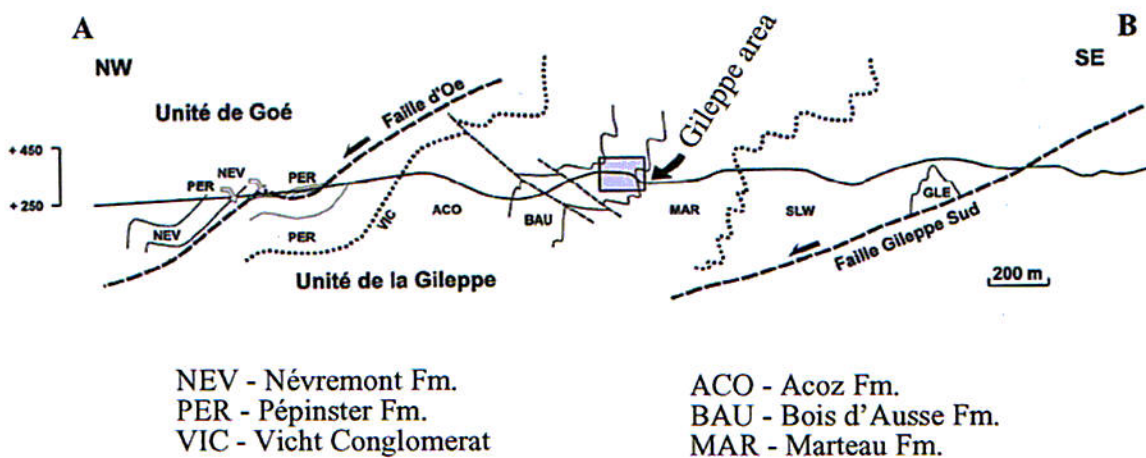 A
B
NW
SE
Unité de Goé
Faille d'Oe
Gileppe area
+ 450
+ 250
PER
NEV
PER
NEV
PER
VIC
ACO
BAU
MAR
SLW
GLE
Faille Gileppe Sud
Unité de la Gileppe
200 m
NEV - Névremont Fm.
PER - Pépinster Fm.
VIC - Vicht Conglomerat
ACO - Acoz Fm.
BAU - Bois d'Ausse Fm.
MAR - Marteau Fm.